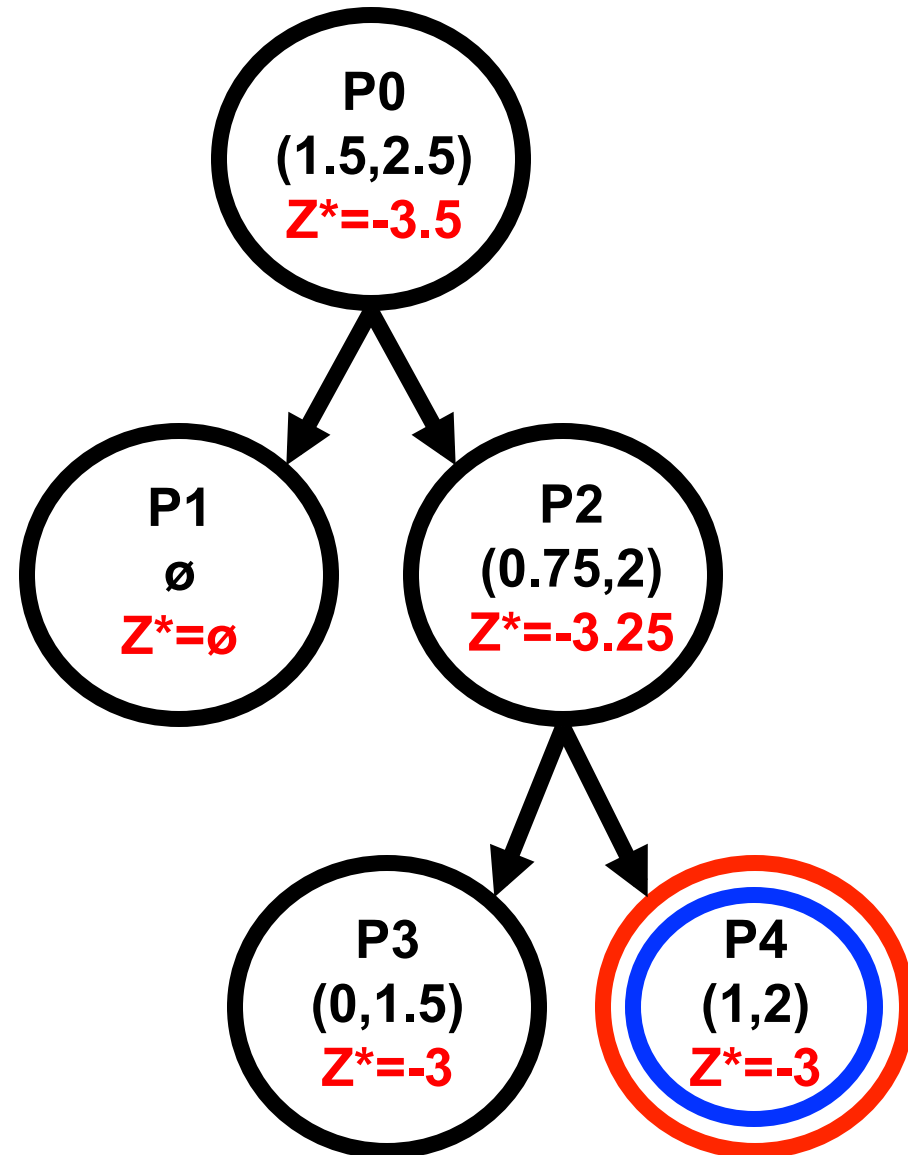 P0
(1.5,2.5)
Z*=-3.5
P1
ø
Z*=ø
P2
(0.75,2)
Z*=-3.25
P3
(0,1.5)
Z*=-3
P4
(1,2)
Z*=-3